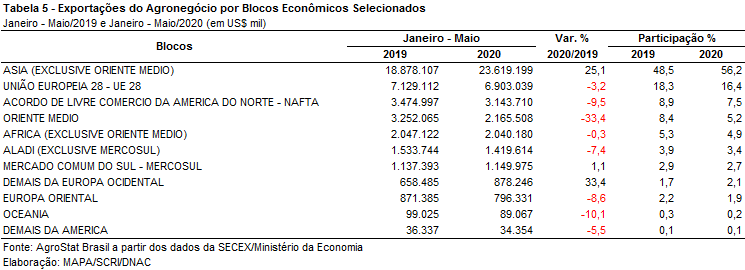 Tabela 5 - Exportações do Agronegócio por Blocos Econômicos Selecionados
Janeiro - Maio/2019 e Janeiro - Maio/2020 (em US$ mil)
Blocos Janeiro - Maio Var. % Participação %
2019 2020 2020/2019 2019 2020
ASIA (EXCLUSIVE ORIENTE MEDIO) 18.878.107 23.619.199 25,1 48,5 56,2
UNIÃO EUROPEIA 28 - UE 28 7.129.112 6.903.039 -3,2 18,3 16,4
ACORDO DE LIVRE COMERCIO DA AMERICA DO NORTE - NAFTA 3.474.997 3.143.710 -9,5 8,9 7,5
ORIENTE MEDIO 3.252.065 2.165.508 -33,4 8,4 5,2
AFRICA (EXCLUSIVE ORIENTE MEDIO) 2.047.122 2.040.180 -0,3 5,3 4,9
ALADI (EXCLUSIVE MERCOSUL) 1.533.744 1.419.614 -7,4 3,9 3,4
MERCADO COMUM DO SUL - MERCOSUL 1.137.393 1.149.975 1,1 2,9 2,7
DEMAIS DA EUROPA OCIDENTAL 658.485 878.246 33,4 1,7 2,1
EUROPA ORIENTAL 871.385 796.331 -8,6 2,2 1,9
OCEANIA 99.025 89.067 -10,1 0,3 0,2
DEMAIS DA AMERICA 36.337 34.354 -5,5 0,1 0,1
Fonte: AgroStat Brasil a partir dos dados da SECEX/Ministério da Economia
Elaboração: MAPA/SCRI/DNAC